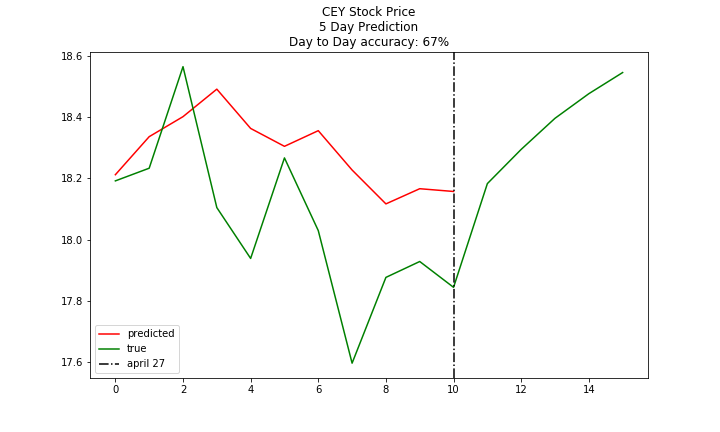 CEY Stock Price
5 Day Prediction
Day to Day accuracy: 67%
18.6
18.4
18.2
18.0
17.8
17.6
predicted
true
april 27
0 2 4 6 8 10 12 14